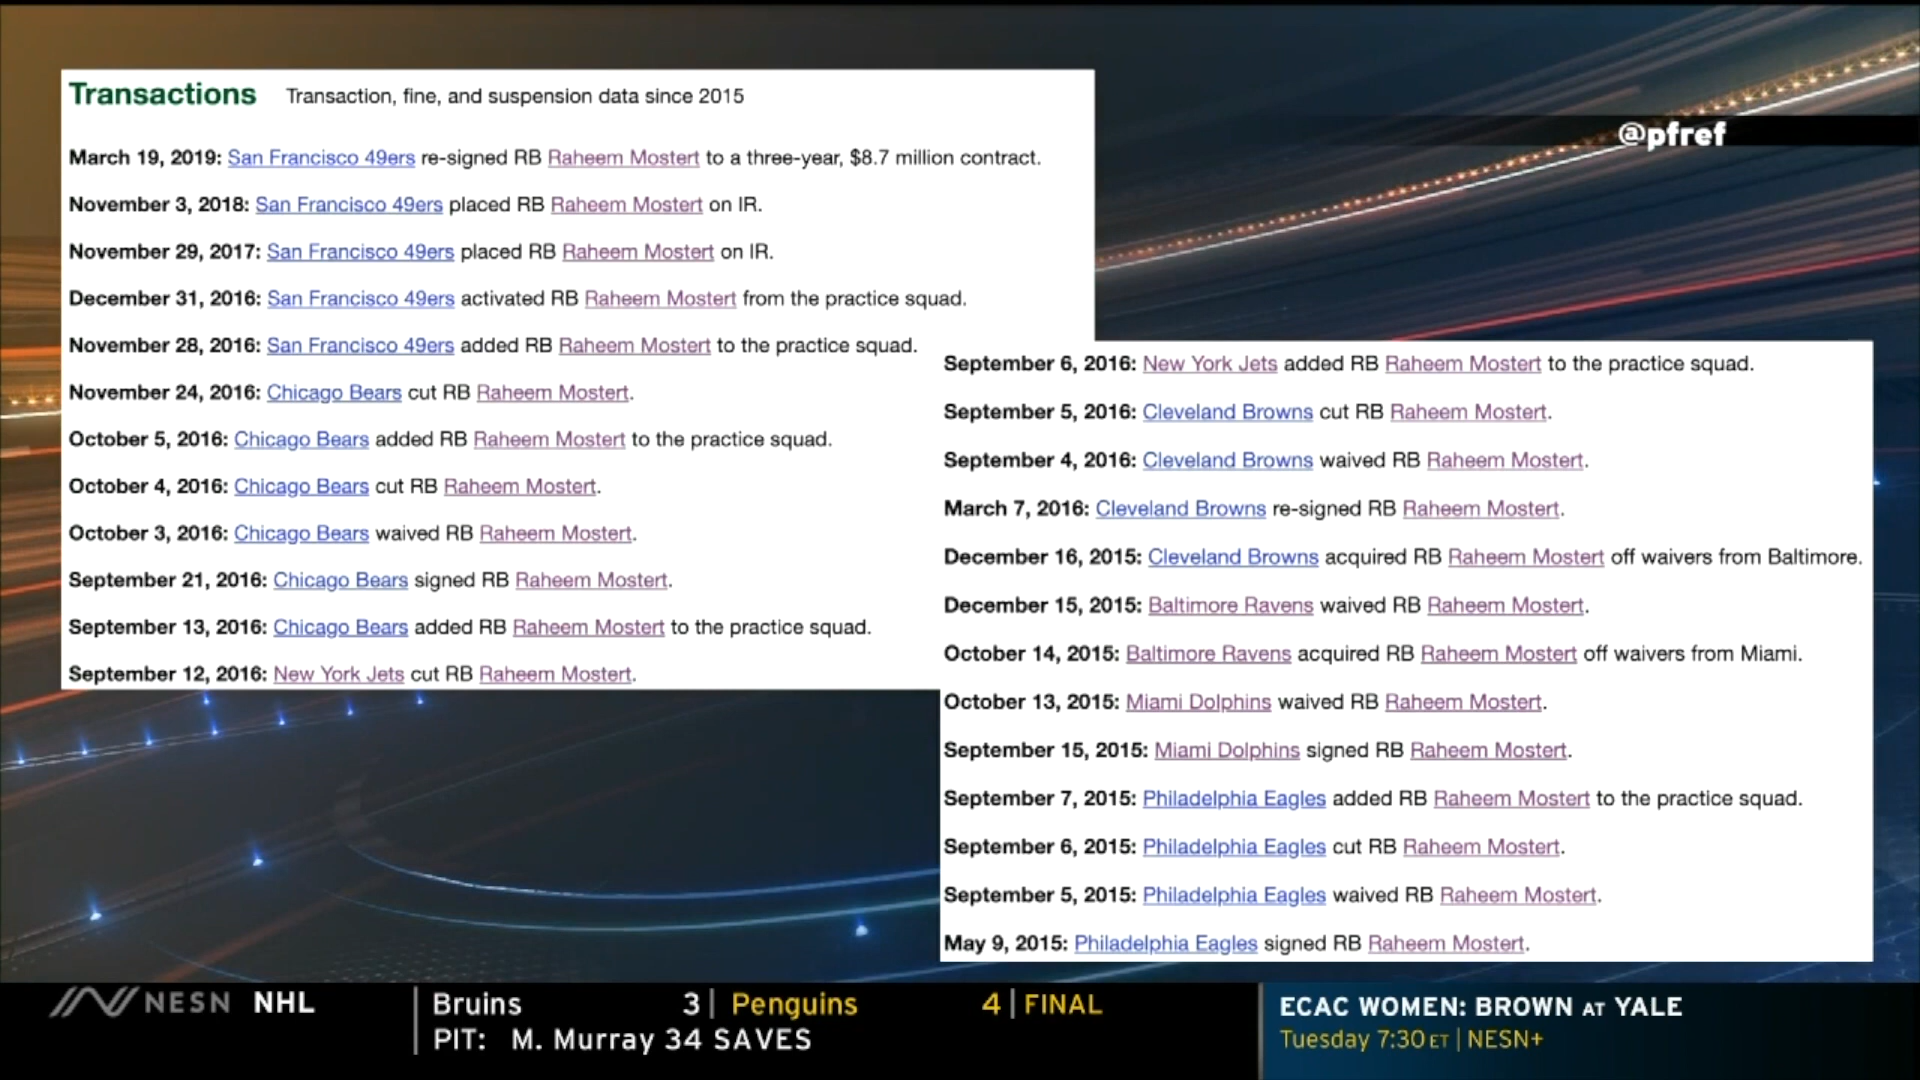 Transactions Transaction, fine, and suspension data since 2015
March 19, 2019: San Francisco 49ers re-signed RB Raheem Mostert to a three-year, $8.7 million contract.
November 3, 2018: San Francisco 49ers placed RB Raheem Mostert on IR.
November 29, 2017: San Francisco 49ers placed RB Raheem Mostert on IR.
December 31, 2016: San Francisco 49ers activated RB Raheem Mostert from the practice squad.
November 28, 2016: San Francisco 49ers added RB Raheem Mostert to the practice squad.
November 24, 2016: Chicago Bears cut RB Raheem Mostert.
October 5, 2016: Chicago Bears added RB Raheem Mostert to the practice squad.
October 4, 2016: Chicago Bears cut RB Raheem Mostert.
October 3, 2016: Chicago Bears waived RB Raheem Mostert.
September 21, 2016: Chicago Bears signed RB Raheem Mostert.
September 13, 2016: Chicago Bears added RB Raheem Mostert to the practice squad.
September 12, 2016: New York Jets cut RB Raheem Mostert.
@pfref
September 6, 2016: New York Jets added RB Raheem Mostert to the practice squad.
September 5, 2016: Cleveland Browns cut RB Raheem Mostert.
September 4, 2016: Cleveland Browns waived RB Raheem Mostert.
March 7, 2016: Cleveland Browns re-signed RB Raheem Mostert.
December 16, 2015: Cleveland Browns acquired RB Raheem Mostert off waivers from Baltimore.
December 15, 2015: Baltimore Ravens waived RB Raheem Mostert.
October 14, 2015: Baltimore Ravens acquired RB Raheem Mostert off waivers from Miami.
October 13, 2015: Miami Dolphins waived RB Raheem Mostert.
September 15, 2015: Miami Dolphins signed RB Raheem Mostert.
September 7, 2015: Philadelphia Eagles added RB Raheem Mostert to the practice squad.
September 6, 2015: Philadelphia Eagles cut RB Raheem Mostert.
September 5, 2015: Philadelphia Eagles waived RB Raheem Mostert.
May 9, 2015: Philadelphia Eagles signed RB Raheem Mostert.
NESN NHL
Bruins 3 | Penguins 4 | FINAL
PIT: M. Murray 34 SAVES
ECAC WOMEN: BROWN AT YALE
Tuesday 7:30 ET | NESN+